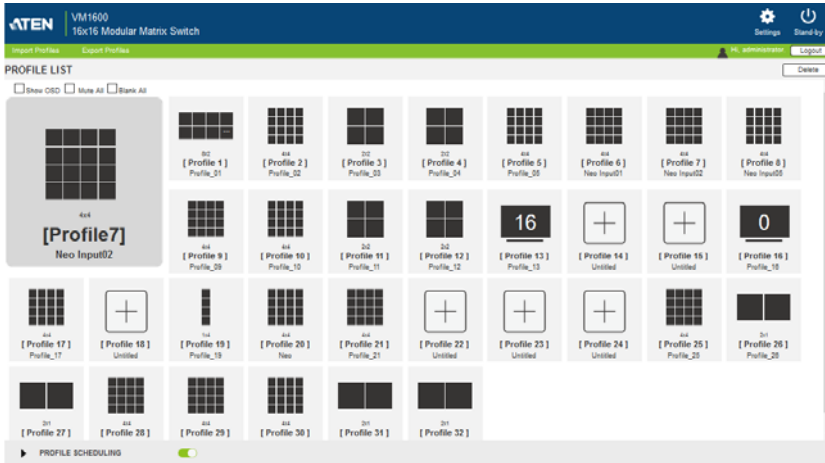 ATEN
VM1600
16x16 Modular Matrix Switch
Settings
Stand-by
Import Profiles Export Profiles
Hi, administrator Logout
PROFILE LIST
Delete
Show OSD Mute All Blank All
4x4
[Profile7]
Neo Input02
8x2 4x4 2x2 2x2 4x4 4x4 4x4 4x4
[ Profile 1 ] [ Profile 2 ] [ Profile 3 ] [ Profile 4 ] [ Profile 5 ] [ Profile 6 ] [ Profile 7 ] [ Profile 8 ]
Profile_01 Profile_02 Profile_03 Profile_04 Profile_05 Neo Input01 Neo Input02 Neo Input05
16 0
4x4 4x4 2x2 2x2
[ Profile 9 ] [ Profile 10 ] [ Profile 11 ] [ Profile 12 ] [ Profile 13 ] [ Profile 14 ] [ Profile 15 ] [ Profile 16 ]
Profile_09 Profile_10 Profile_11 Profile_12 Profile_13 Untitled Untitled Profile_16
4x4 1x4 4x4 4x4 4x4 2x1
[ Profile 17 ] [ Profile 18 ] [ Profile 19 ] [ Profile 20 ] [ Profile 21 ] [ Profile 22 ] [ Profile 23 ] [ Profile 24 ] [ Profile 25 ] [ Profile 26 ]
Profile_17 Untitled Profile_19 Neo Profile_21 Untitled Untitled Untitled Profile_25 Profile_26
2x1 4x4 4x4 4x4 2x1 2x1
[ Profile 27 ] [ Profile 28 ] [ Profile 29 ] [ Profile 30 ] [ Profile 31 ] [ Profile 32 ]
PROFILE SCHEDULING